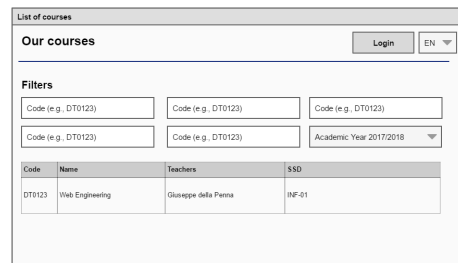 List of courses
Our courses Login EN
Filters
Code (e.g., DT0123) Code (e.g., DT0123) Code (e.g., DT0123)
Code (e.g., DT0123) Code (e.g., DT0123) Academic Year 2017/2018
Code Name Teachers SSD
DT0123 Web Engineering Giuseppe della Penna INF-01